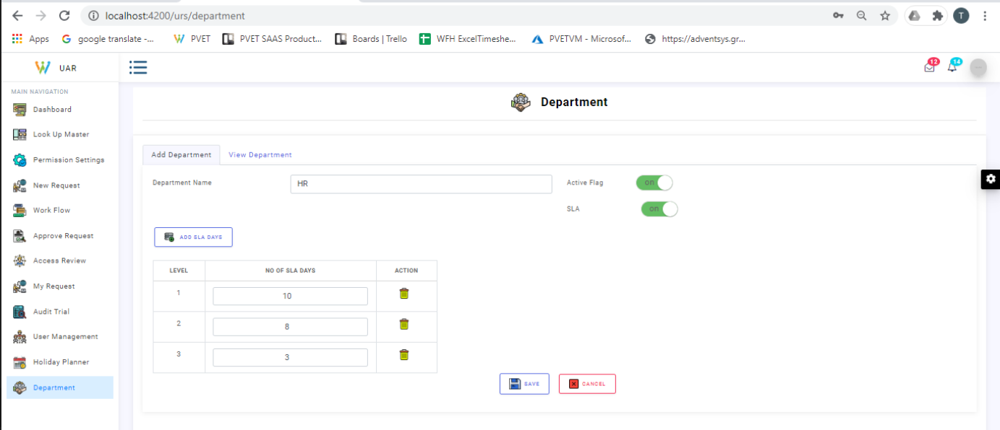 localhost:4200/urs/department
T
Apps
google translate -...
PVET
PVET SAAS Product...
Boards | Trello
WFH ExcelTimeshe...
PVETVM - Microsof...
https://adventsys.gr...
UAR
12
14
MAIN NAVIGATION
Dashboard
Look Up Master
Permission Settings
New Request
Work Flow
Approve Request
Access Review
My Request
Audit Trial
User Management
Holiday Planner
Department
Department
Add Department
View Department
Department Name
HR
Active Flag
on
SLA
on
ADD SLA DAYS
LEVEL NO OF SLA DAYS ACTION
1 10
2 8
3 3
SAVE
CANCEL